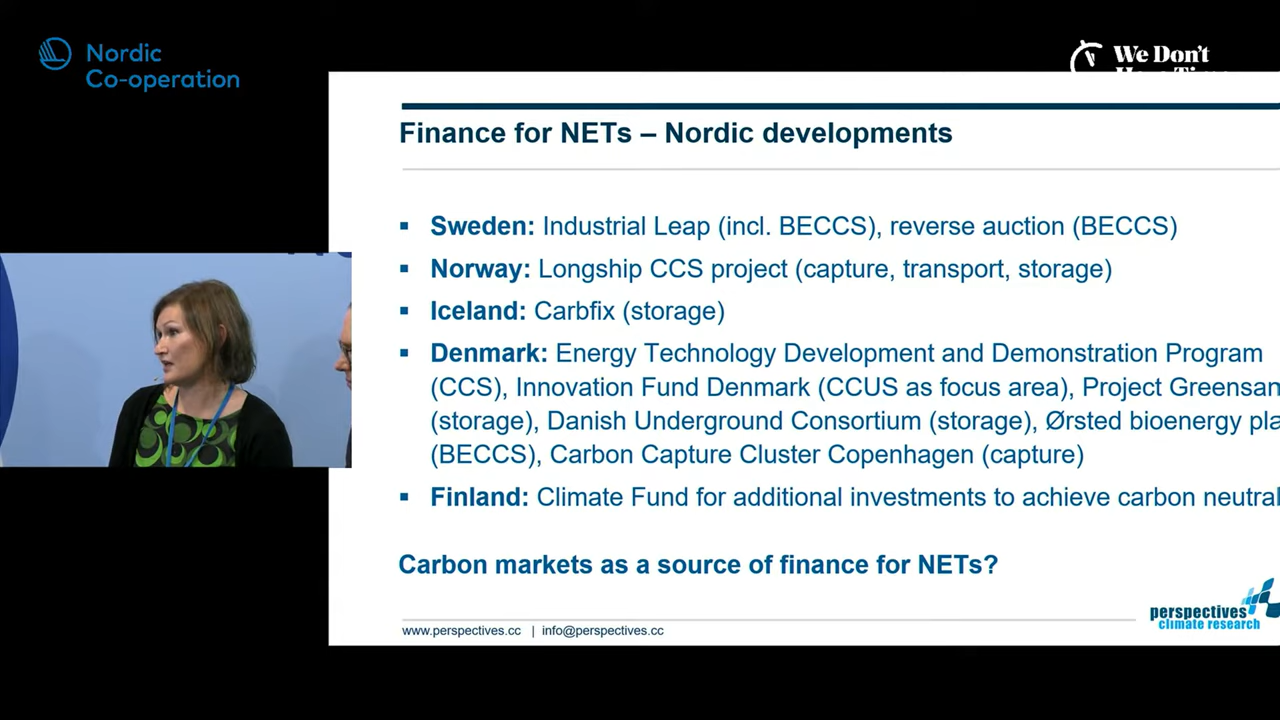 Nordic
Co-operation
We Don't
Finance for NETs – Nordic developments
▪ Sweden: Industrial Leap (incl. BECCS), reverse auction (BECCS)
▪ Norway: Longship CCS project (capture, transport, storage)
▪ Iceland: Carbfix (storage)
▪ Denmark: Energy Technology Development and Demonstration Program
(CCS), Innovation Fund Denmark (CCUS as focus area), Project Greensan
(storage), Danish Underground Consortium (storage), Ørsted bioenergy pla
(BECCS), Carbon Capture Cluster Copenhagen (capture)
▪ Finland: Climate Fund for additional investments to achieve carbon neutral
Carbon markets as a source of finance for NETs?
www.perspectives.cc | info@perspectives.cc
perspectives
climate research